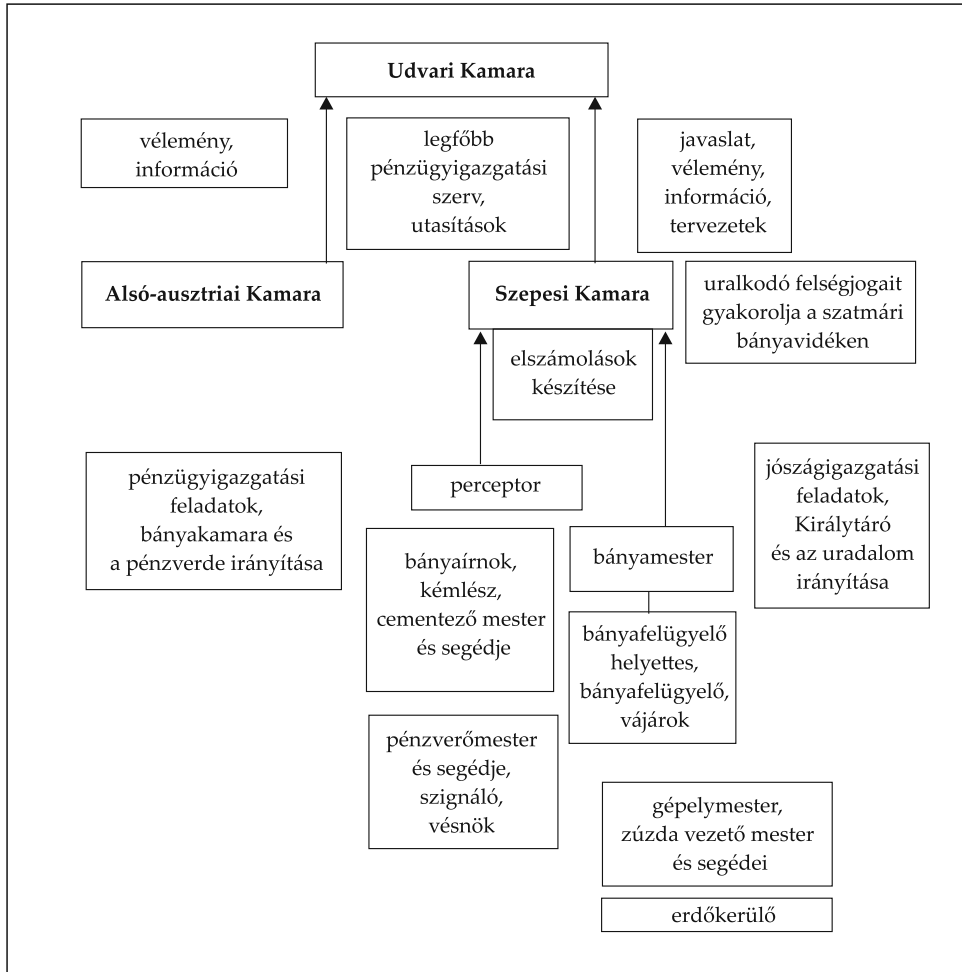 Udvari Kamara
vélemény,
információ
legfőbb
pénzügyigazgatási
szerv,
utasítások
javaslat,
vélemény,
információ,
tervezetek
Alsó-ausztriai Kamara
Szepesi Kamara
uralkodó felségjogait
gyakorolja a szatmári
bányavidéken
elszámolások
készítése
pénzügyigazgatási
feladatok,
bányakamara és
a pénzverde irányítása
perceptor
jószágigazgatási
feladatok,
Királytáró
és az uradalom
irányítása
bányaírnok,
kémlész,
cementező mester
és segédje
bányamester
bányafelügyelő
helyettes,
bányafelügyelő,
vájárok
pénzverőmester
és segédje,
szignáló,
vésnök
gépelymester,
zúzda vezető mester
és segédei
erdőkerülő